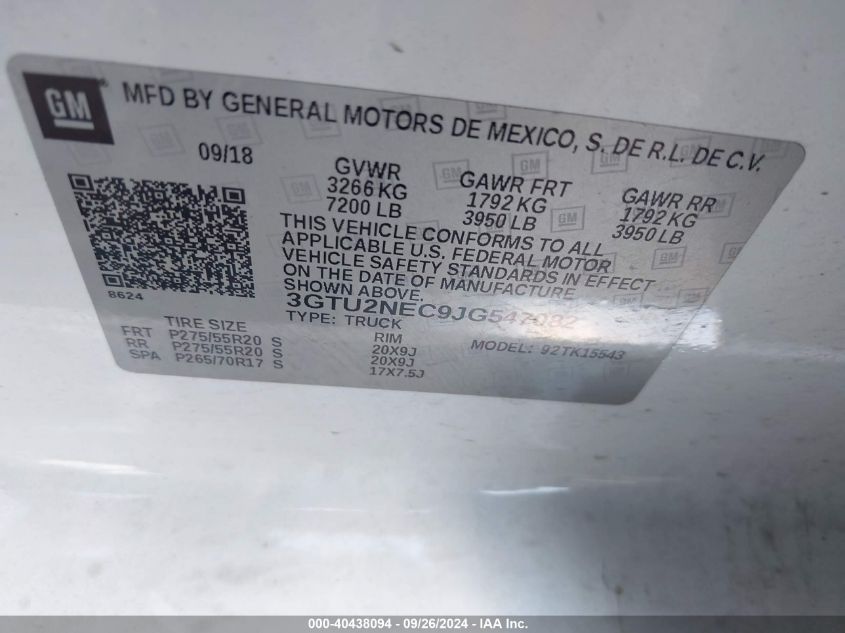 GM
MFD BY GENERAL MOTORS DE MEXICO, S. DE R.L. DE C.V.
09/18
GVWR
3266 KG
7200 LB
GAWR FRT
1792 KG
3950 LB
GAWR RR
1792 KG
3950 LB
THIS VEHICLE CONFORMS TO ALL
APPLICABLE U.S. FEDERAL MOTOR
VEHICLE SAFETY STANDARDS IN EFFECT
ON THE DATE OF MANUFACTURE
SHOWN ABOVE.
8624
3GTU2NEC9JG547082
TYPE: TRUCK
MODEL: 92TK15543
TIRE SIZE
RIM
FRT P275/55R20 S 20X9J
RR P275/55R20 S 20X9J
SPA P265/70R17 S 17X7.5J
000-40438094 - 09/26/2024 - IAA Inc.